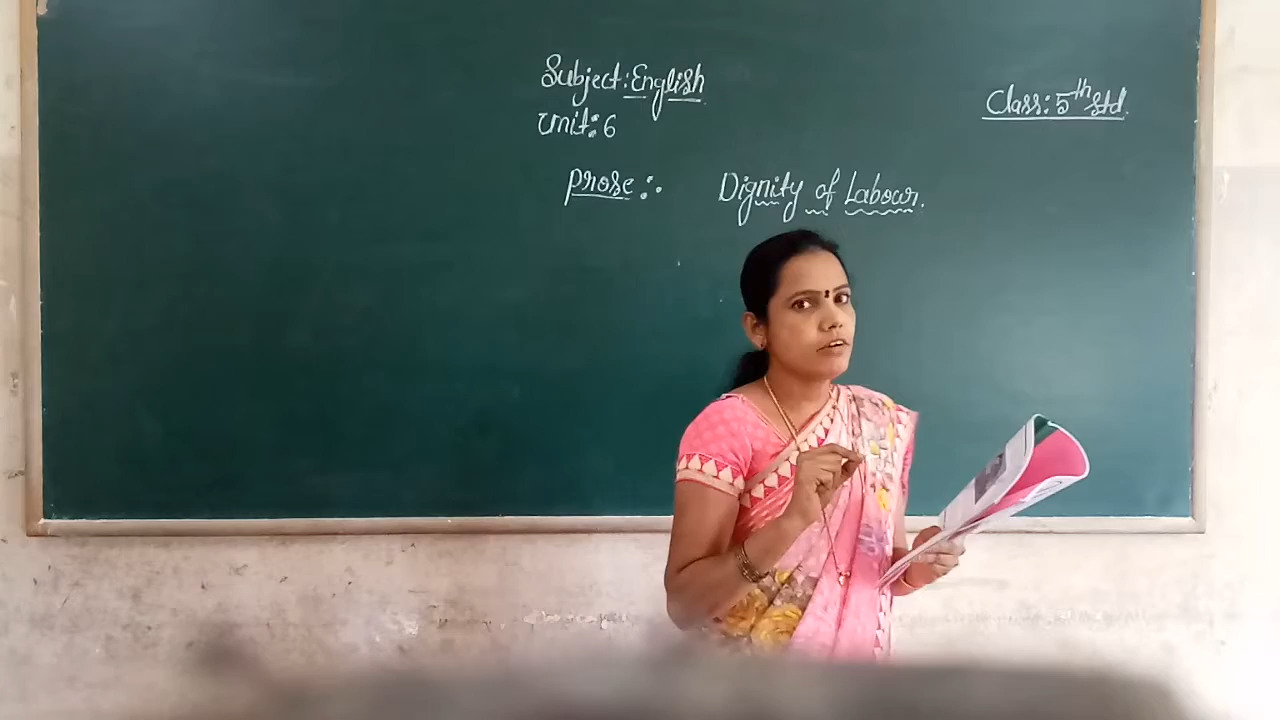 Subject: English
Class: 5th std.
Unit: 6
Prose :. Dignity of Labour.